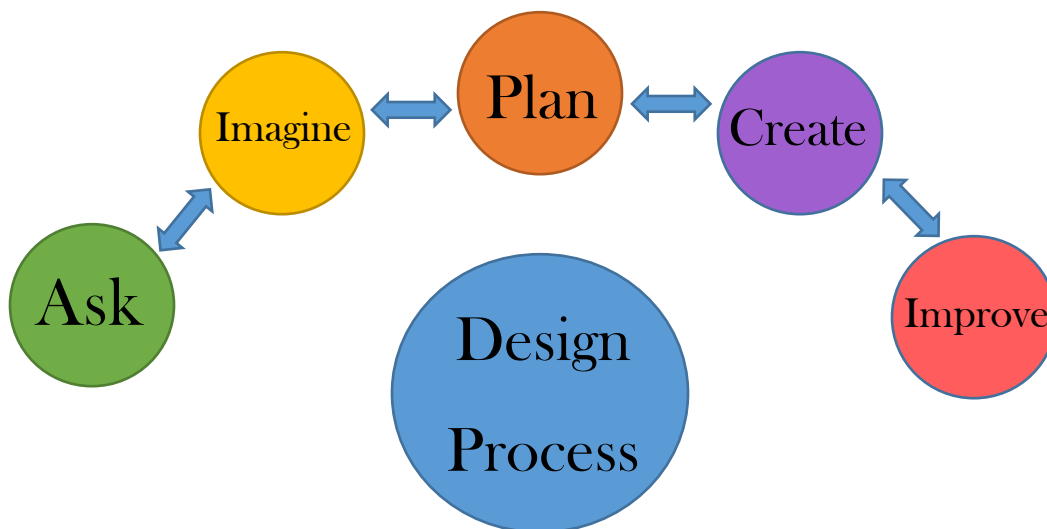 Ask
Imagine
Plan
Create
Improve
Design
Process